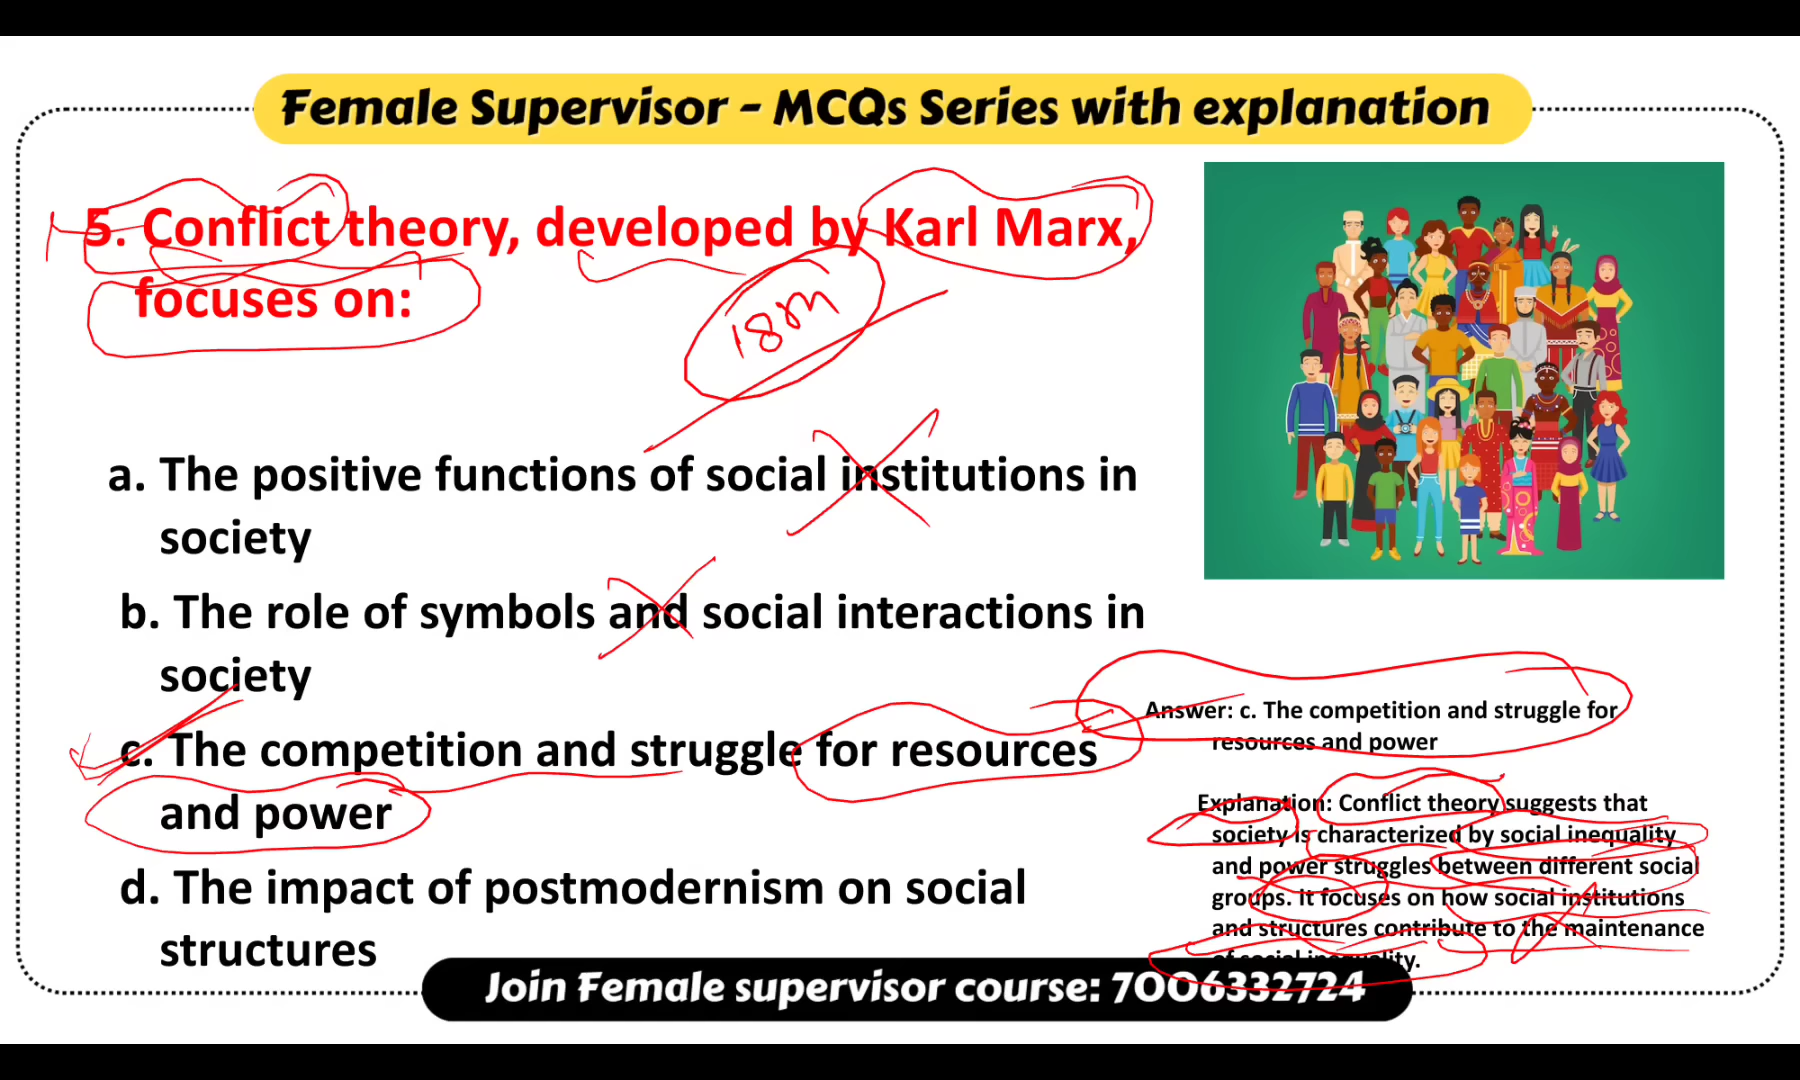 Female Supervisor - MCQs Series with explanation
5. Conflict theory, developed by Karl Marx,
focuses on:
18m
a. The positive functions of social institutions in
society
b. The role of symbols and social interactions in
society
c. The competition and struggle for resources
and power
d. The impact of postmodernism on social
structures
Answer: c. The competition and struggle for
resources and power
Explanation: Conflict theory suggests that
society is characterized by social inequality
and power struggles between different social
groups. It focuses on how social institutions
and structures contribute to the maintenance
of social inequality.
Join Female supervisor course: 7006332724